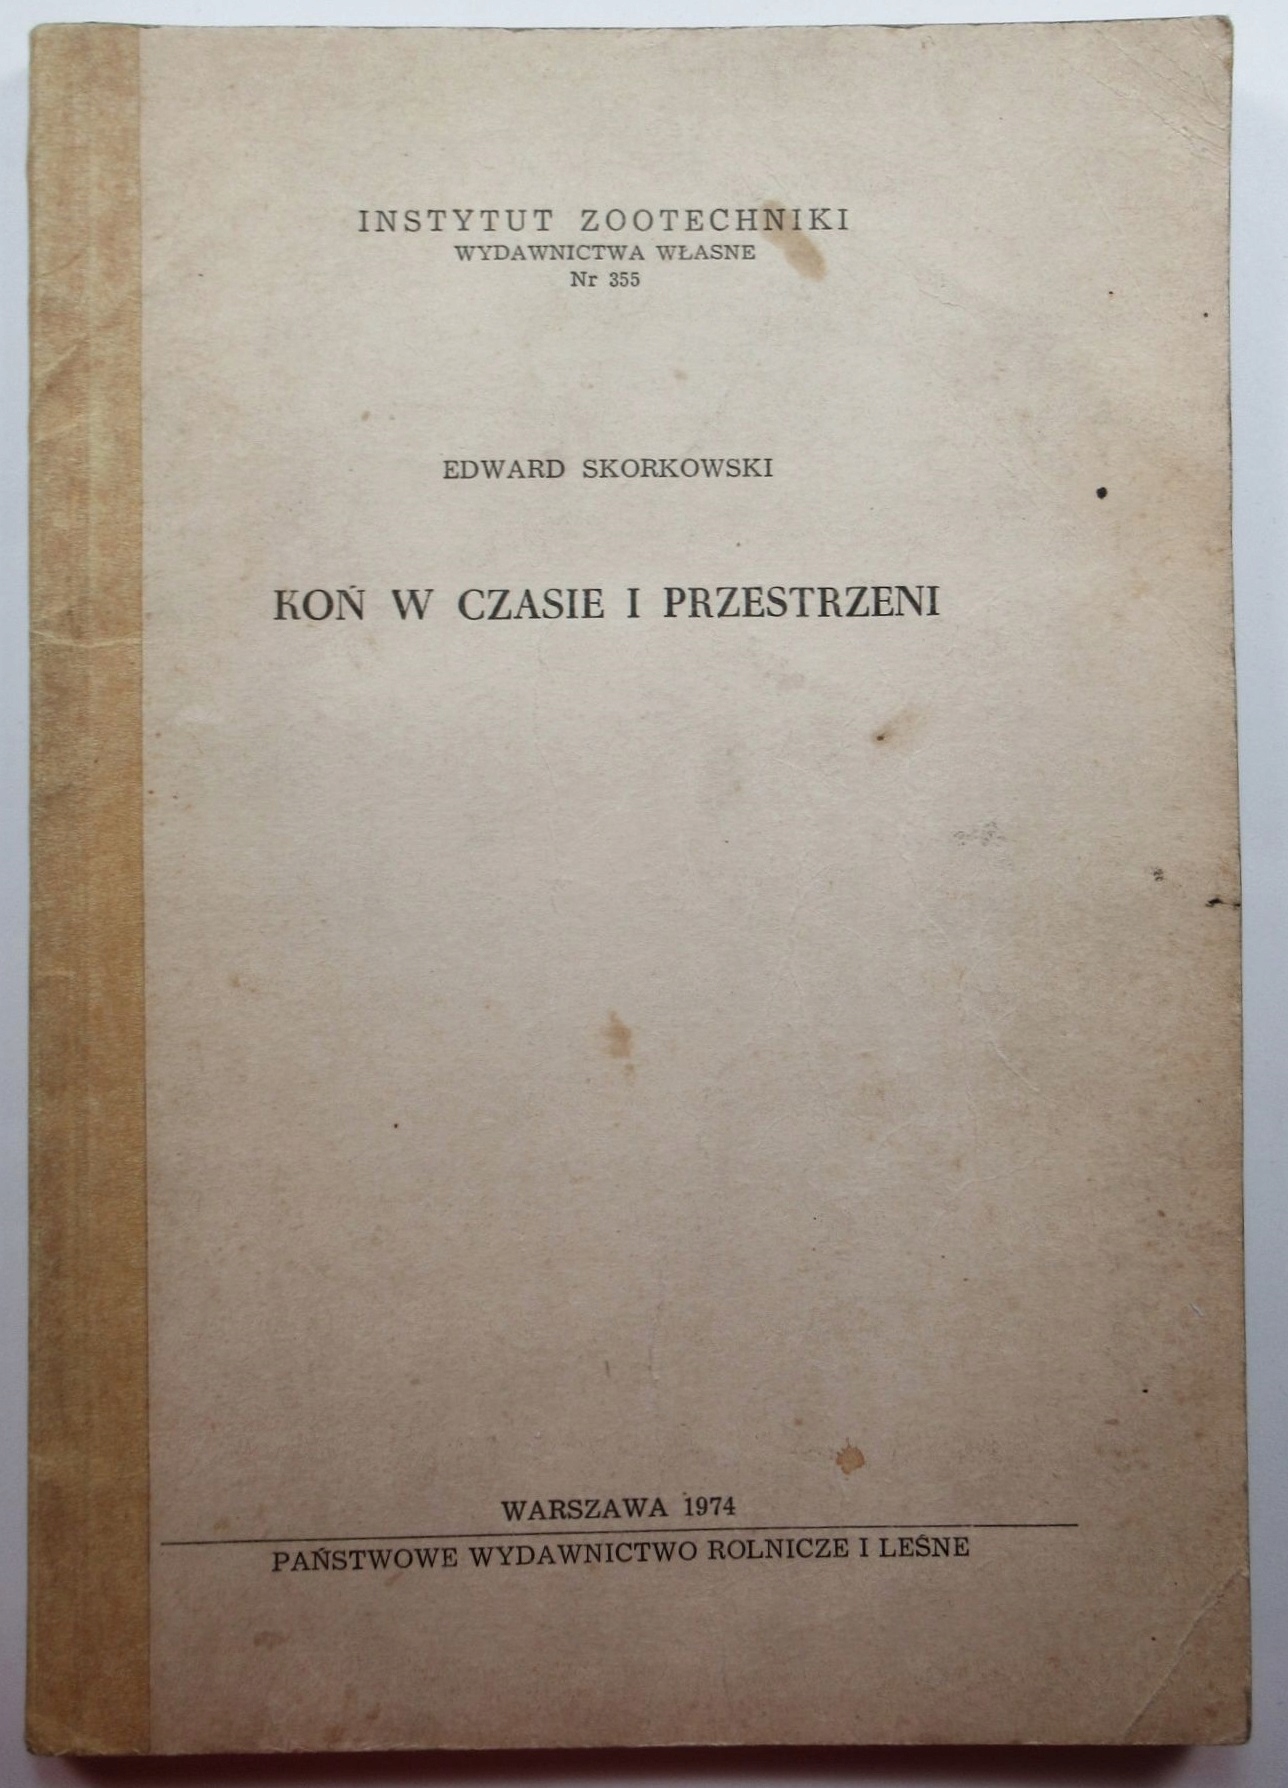 INSTYTUT ZOOTECHNIKI
WYDAWNICTWA WŁASNE
Nr 355
EDWARD SKORKOWSKI
KOŃ W CZASIE I PRZESTRZENI
WARSZAWA 1974
PAŃSTWOWE WYDAWNICTWO ROLNICZE I LEŚNE